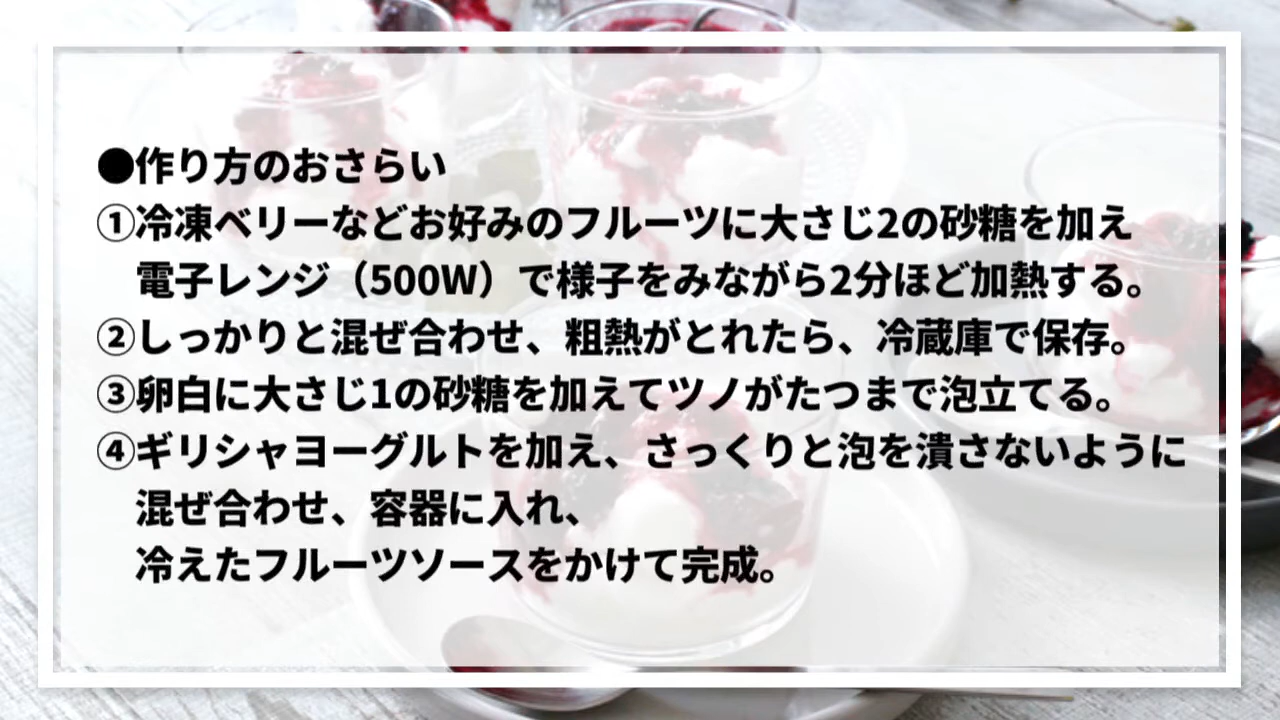 ●作り方のおさらい
①冷凍ベリーなどお好みのフルーツに大さじ2の砂糖を加え
電子レンジ（500W）で様子をみながら2分ほど加熱する。
②しっかりと混ぜ合わせ、粗熱がとれたら、冷蔵庫で保存。
③卵白に大さじ1の砂糖を加えてツノがたつまで泡立てる。
④ギリシャヨーグルトを加え、さっくりと泡を潰さないように
混ぜ合わせ、容器に入れ、
冷えたフルーツソースをかけて完成。